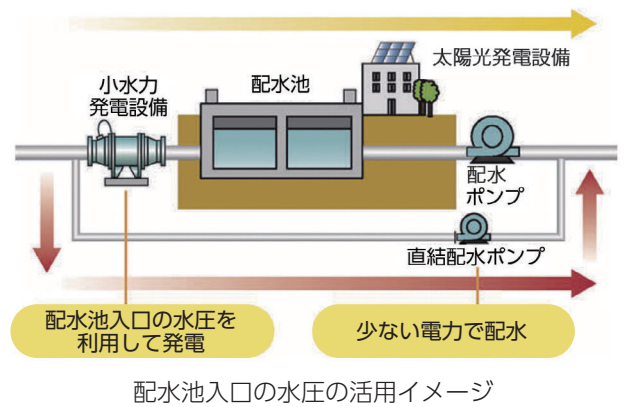 太陽光発電設備
小水力
発電設備
配水池
配水
ポンプ
直結配水ポンプ
配水池入口の水圧を
利用して発電
少ない電力で配水
配水池入口の水圧の活用イメージ